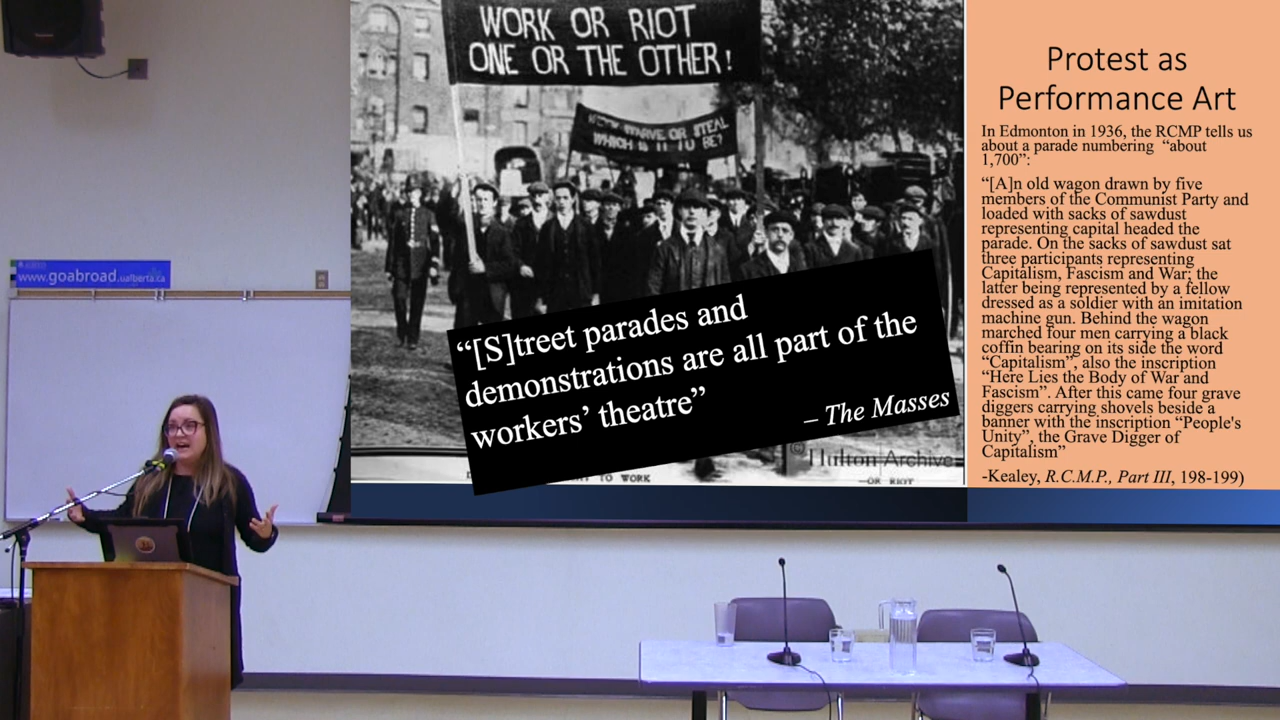 WORK OR RIOT
ONE OR THE OTHER!
STARVE OR STEAL
WHICH IS IT TO BE?
“[S]treet parades and
demonstrations are all part of the
workers’ theatre”
– The Masses
Hulton Archive
TO WORK
—OR RIOT
Protest as
Performance Art
In Edmonton in 1936, the RCMP tells us
about a parade numbering “about
1,700”:
“[A]n old wagon drawn by five
members of the Communist Party and
loaded with sacks of sawdust
representing capital headed the
parade. On the sacks of sawdust sat
three participants representing
Capitalism, Fascism and War; the
latter being represented by a fellow
dressed as a soldier with an imitation
machine gun. Behind the wagon
marched four men carrying a black
coffin bearing on its side the word
“Capitalism”, also the inscription
“Here Lies the Body of War and
Fascism”. After this came four grave
diggers carrying shovels beside a
banner with the inscription “People's
Unity”, the Grave Digger of
Capitalism”
-Kealey, R.C.M.P., Part III, 198-199)
www.goabroad.ualberta.ca